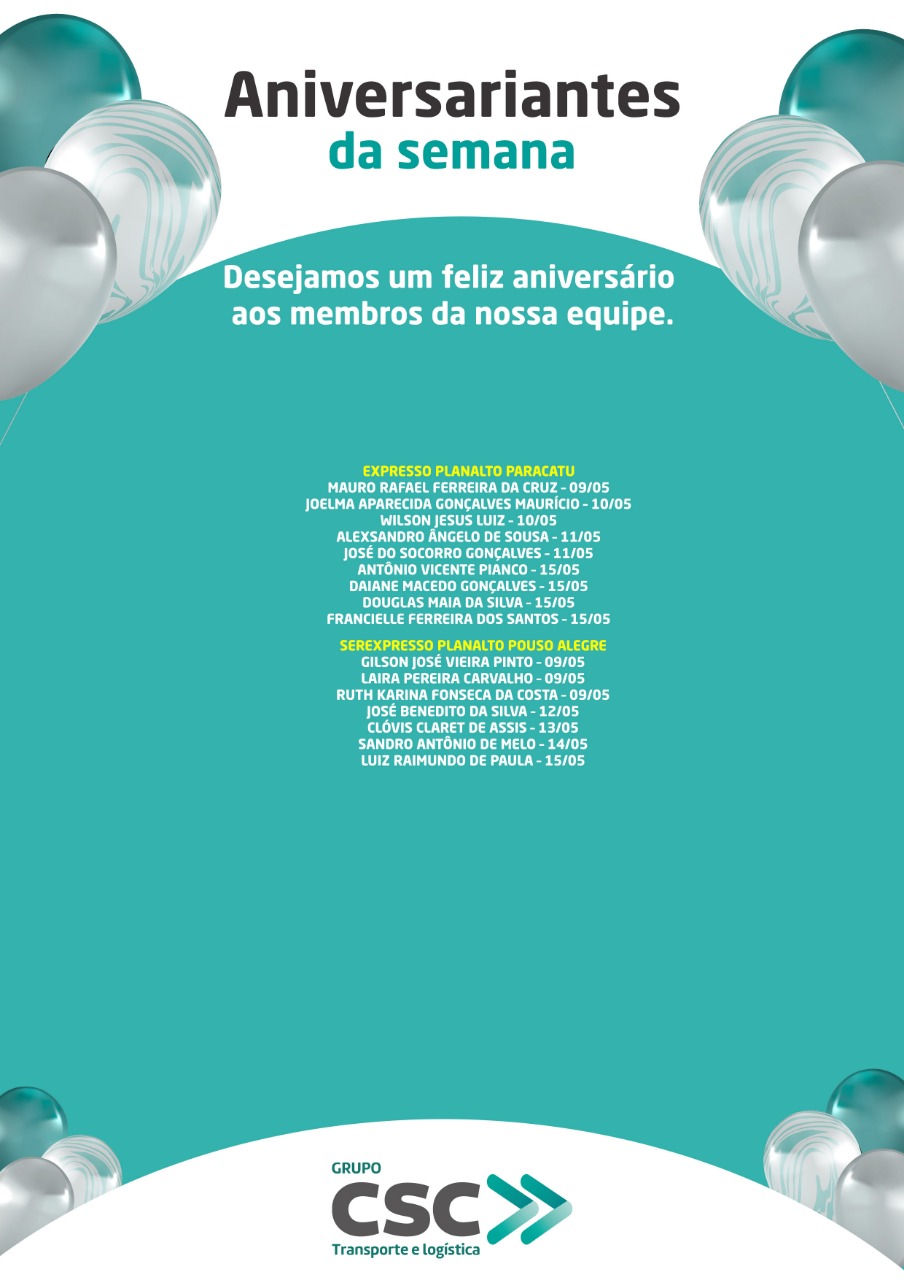 Aniversariantes
da semana
Desejamos um feliz aniversário
aos membros da nossa equipe.
EXPRESSO PLANALTO PARACATU
MAURO RAFAEL FERREIRA DA CRUZ - 09/05
JOELMA APARECIDA GONÇALVES MAURÍCIO - 10/05
WILSON JESUS LUIZ - 10/05
ALEXSANDRO ÂNGELO DE SOUSA - 11/05
JOSÉ DO SOCORRO GONÇALVES - 11/05
ANTÔNIO VICENTE PIANCO - 15/05
DAIANE MACEDO GONÇALVES - 15/05
DOUGLAS MAIA DA SILVA - 15/05
FRANCIELLE FERREIRA DOS SANTOS - 15/05
SEREXPRESSO PLANALTO POUSO ALEGRE
GILSON JOSÉ VIEIRA PINTO - 09/05
LAIRA PEREIRA CARVALHO - 09/05
RUTH KARINA FONSECA DA COSTA - 09/05
JOSÉ BENEDITO DA SILVA - 12/05
CLÓVIS CLARET DE ASSIS - 13/05
SANDRO ANTÔNIO DE MELO - 14/05
LUIZ RAIMUNDO DE PAULA - 15/05
GRUPO
CSC
Transporte e logística